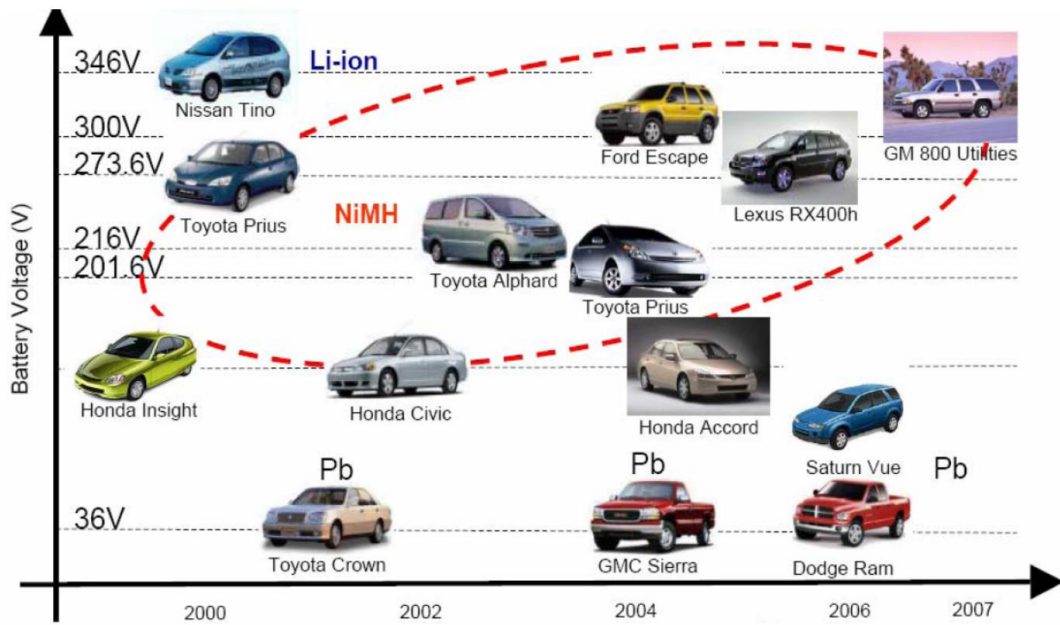 346V
Li-ion
Nissan Tino
300V
Ford Escape
GM 800 Utilities
273.6V
Toyota Prius
NiMH
Lexus RX400h
216V
201.6V
Toyota Alphard
Toyota Prius
Battery Voltage (V)
Honda Insight
Honda Civic
Honda Accord
Saturn Vue
Pb
Pb
Pb
36V
Toyota Crown
GMC Sierra
Dodge Ram
2000
2002
2004
2006
2007